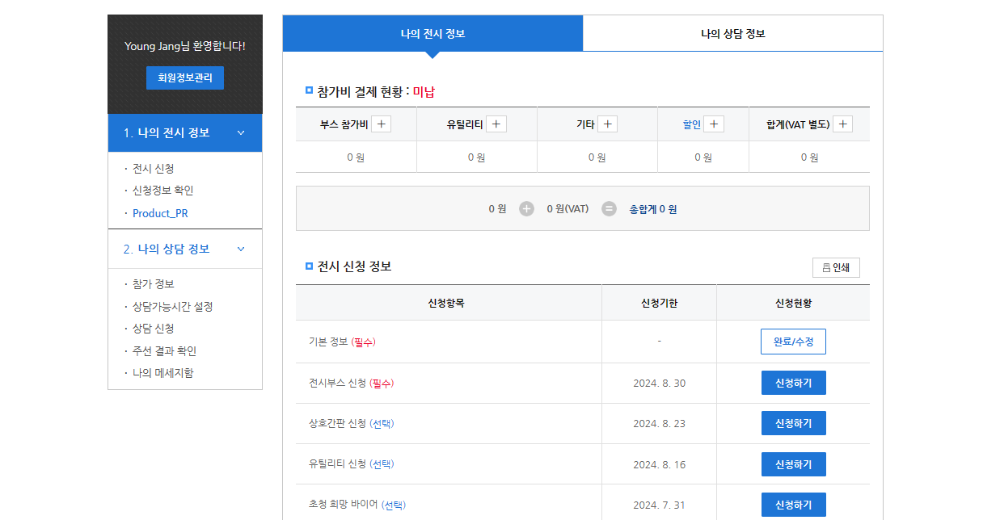 Young Jang님 환영합니다!
회원정보관리
1. 나의 전시 정보
· 전시 신청
· 신청정보 확인
· Product_PR
2. 나의 상담 정보
· 참가 정보
· 상담가능시간 설정
· 상담 신청
· 주선 결과 확인
· 나의 메세지함
나의 전시 정보 나의 상담 정보
참가비 결제 현황 : 미납
부스 참가비 + 유틸리티 + 기타 + 할인 + 합계(VAT 별도) +
0 원 0 원 0 원 0 원 0 원
0 원 + 0 원(VAT) = 총합계 0 원
전시 신청 정보 인쇄
신청항목 신청기한 신청현황
기본 정보 (필수) - 완료/수정
전시부스 신청 (필수) 2024. 8. 30 신청하기
상호간판 신청 (선택) 2024. 8. 23 신청하기
유틸리티 신청 (선택) 2024. 8. 16 신청하기
초청 희망 바이어 (선택) 2024. 7. 31 신청하기